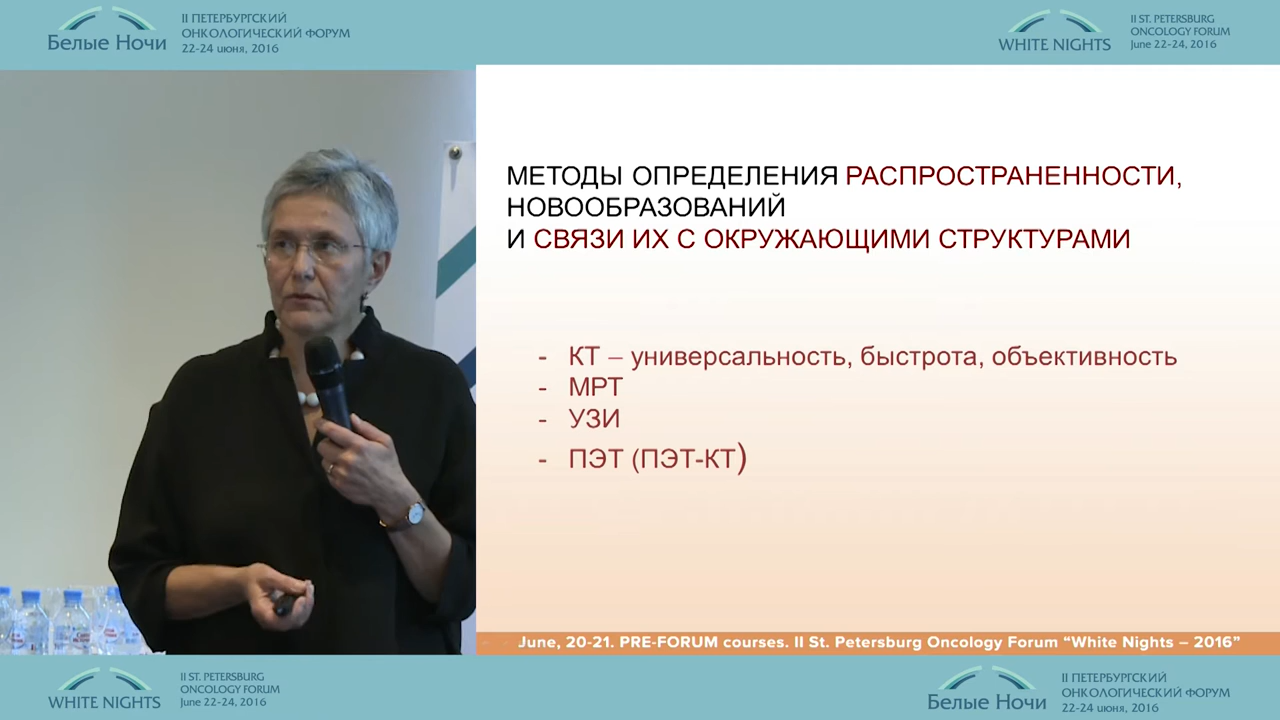 Белые Ночи
II ПЕТЕРБУРГСКИЙ
ОНКОЛОГИЧЕСКИЙ ФОРУМ
22-24 июня, 2016
WHITE NIGHTS
II ST. PETERSBURG
ONCOLOGY FORUM
June 22-24, 2016
МЕТОДЫ ОПРЕДЕЛЕНИЯ РАСПРОСТРАНЕННОСТИ,
НОВООБРАЗОВАНИЙ
И СВЯЗИ ИХ С ОКРУЖАЮЩИМИ СТРУКТУРАМИ
- КТ – универсальность, быстрота, объективность
- МРТ
- УЗИ
- ПЭТ (ПЭТ-КТ)
June, 20-21. PRE-FORUM courses. II St. Petersburg Oncology Forum “White Nights – 2016”
WHITE NIGHTS
II ST. PETERSBURG
ONCOLOGY FORUM
June 22-24, 2016
Белые Ночи
II ПЕТЕРБУРГСКИЙ
ОНКОЛОГИЧЕСКИЙ ФОРУМ
22-24 июня, 2016